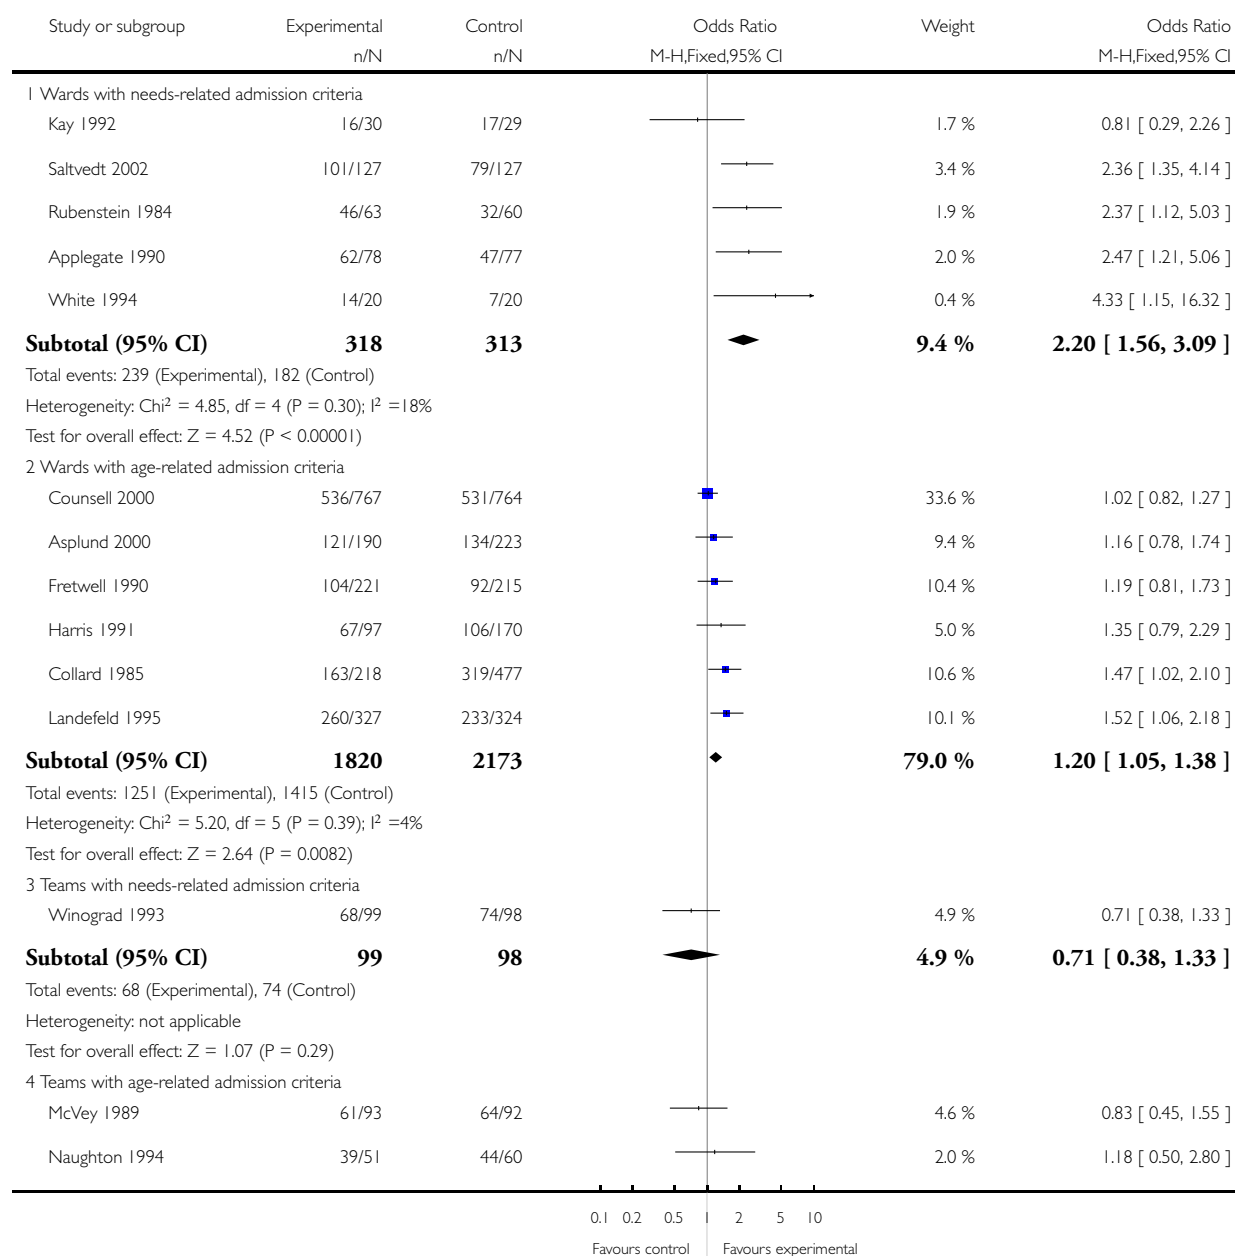 Study or subgroup Experimental Control Odds Ratio Weight Odds Ratio
n/N n/N M-H,Fixed,95% CI M-H,Fixed,95% CI
1 Wards with needs-related admission criteria
Kay 1992 16/30 17/29 1.7 % 0.81 [ 0.29, 2.26 ]
Saltvedt 2002 101/127 79/127 3.4 % 2.36 [ 1.35, 4.14 ]
Rubenstein 1984 46/63 32/60 1.9 % 2.37 [ 1.12, 5.03 ]
Applegate 1990 62/78 47/77 2.0 % 2.47 [ 1.21, 5.06 ]
White 1994 14/20 7/20 0.4 % 4.33 [ 1.15, 16.32 ]
Subtotal (95% CI) 318 313 9.4 % 2.20 [ 1.56, 3.09 ]
Total events: 239 (Experimental), 182 (Control)
Heterogeneity: Chi² = 4.85, df = 4 (P = 0.30); I² =18%
Test for overall effect: Z = 4.52 (P < 0.00001)
2 Wards with age-related admission criteria
Counsell 2000 536/767 531/764 33.6 % 1.02 [ 0.82, 1.27 ]
Asplund 2000 121/190 134/223 9.4 % 1.16 [ 0.78, 1.74 ]
Fretwell 1990 104/221 92/215 10.4 % 1.19 [ 0.81, 1.73 ]
Harris 1991 67/97 106/170 5.0 % 1.35 [ 0.79, 2.29 ]
Collard 1985 163/218 319/477 10.6 % 1.47 [ 1.02, 2.10 ]
Landefeld 1995 260/327 233/324 10.1 % 1.52 [ 1.06, 2.18 ]
Subtotal (95% CI) 1820 2173 79.0 % 1.20 [ 1.05, 1.38 ]
Total events: 1251 (Experimental), 1415 (Control)
Heterogeneity: Chi² = 5.20, df = 5 (P = 0.39); I² =4%
Test for overall effect: Z = 2.64 (P = 0.0082)
3 Teams with needs-related admission criteria
Winograd 1993 68/99 74/98 4.9 % 0.71 [ 0.38, 1.33 ]
Subtotal (95% CI) 99 98 4.9 % 0.71 [ 0.38, 1.33 ]
Total events: 68 (Experimental), 74 (Control)
Heterogeneity: not applicable
Test for overall effect: Z = 1.07 (P = 0.29)
4 Teams with age-related admission criteria
McVey 1989 61/93 64/92 4.6 % 0.83 [ 0.45, 1.55 ]
Naughton 1994 39/51 44/60 2.0 % 1.18 [ 0.50, 2.80 ]
0.1 0.2 0.5 1 2 5 10
Favours control Favours experimental